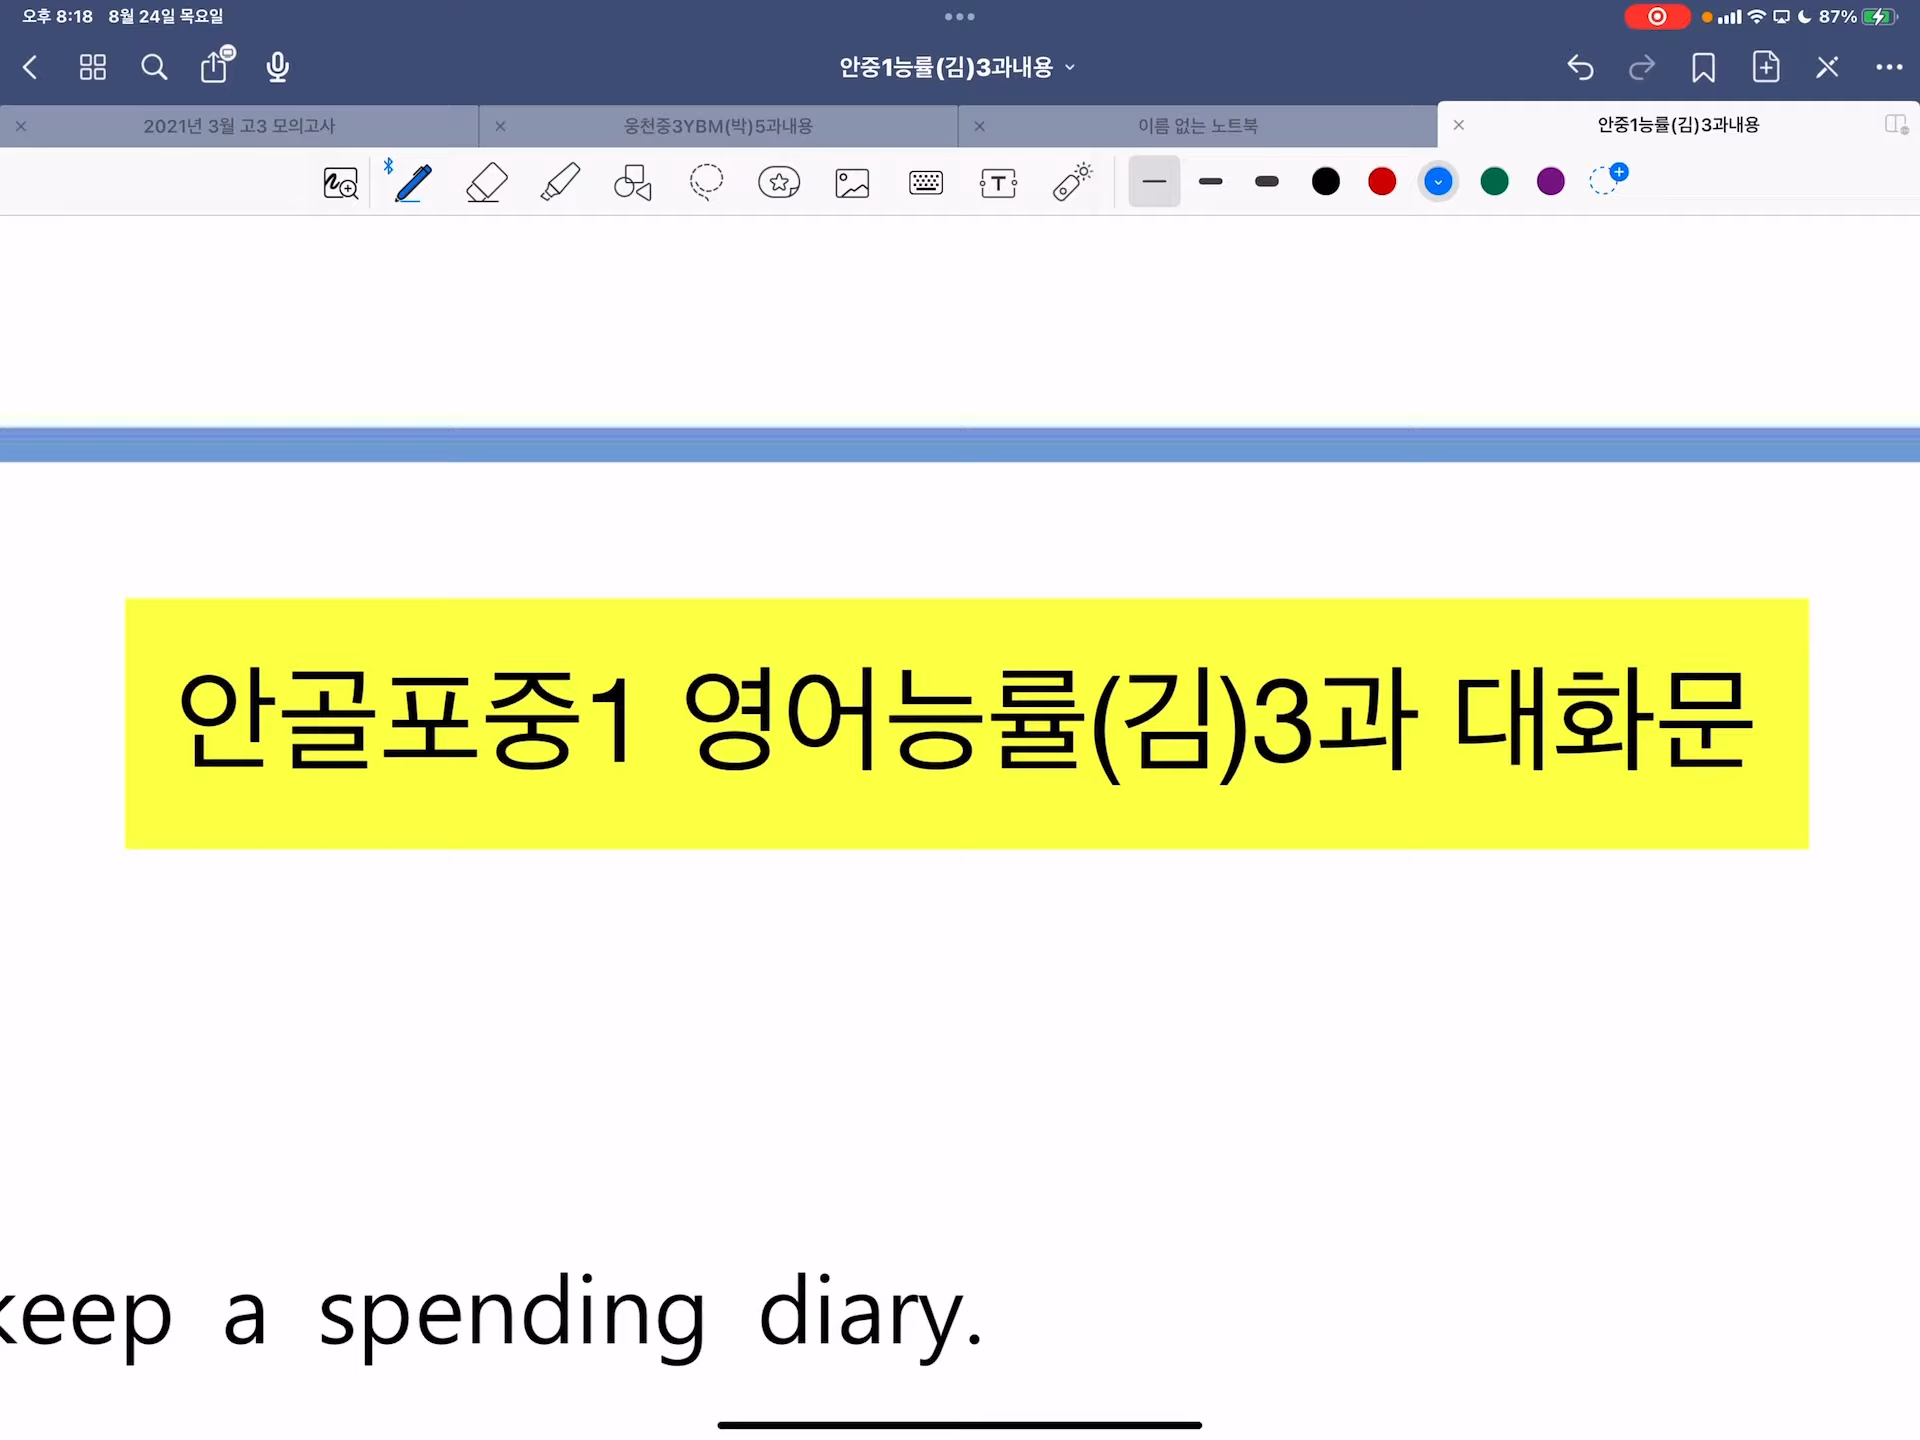 오후 8:18 8월 24일 목요일
87%
안중1능률(김)3과내용
2021년 3월 고3 모의고사
웅천중3YBM(박)5과내용
이름 없는 노트북
안중1능률(김)3과내용
안골포중1 영어능률(김)3과 대화문
keep a spending diary.